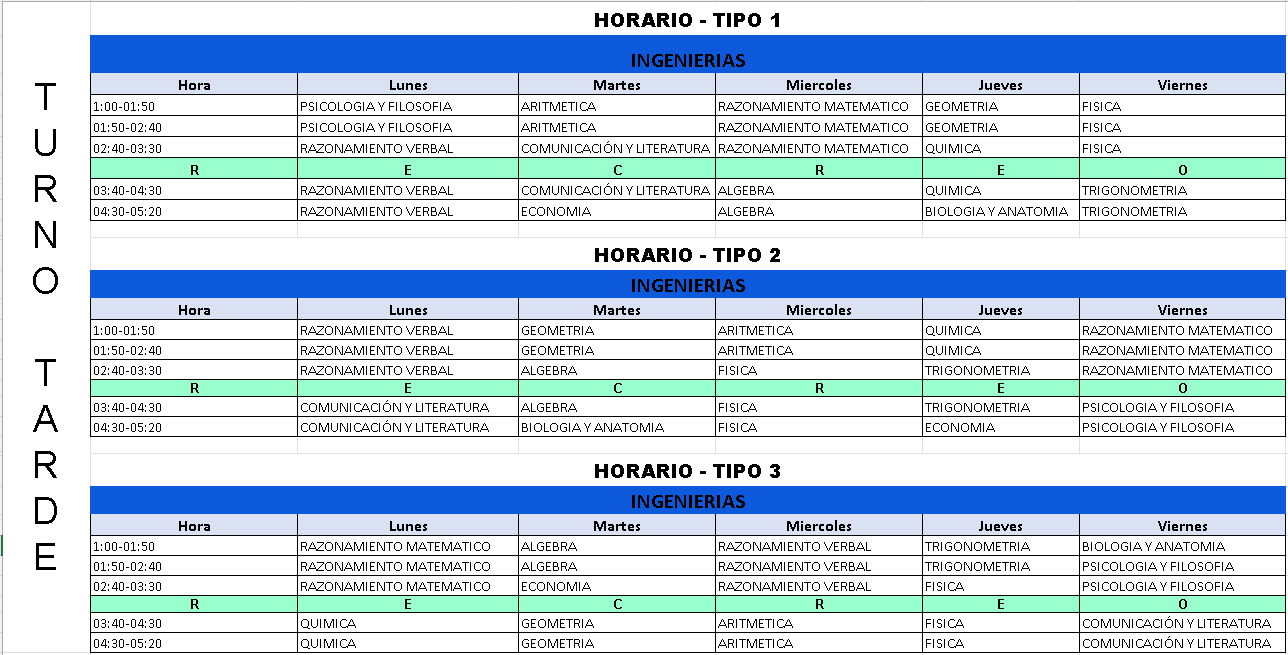 TURNO TARDE
HORARIO - TIPO 1
INGENIERIAS
Hora Lunes Martes Miercoles Jueves Viernes
1:00-01:50 PSICOLOGIA Y FILOSOFIA ARITMETICA RAZONAMIENTO MATEMATICO GEOMETRIA FISICA
01:50-02:40 PSICOLOGIA Y FILOSOFIA ARITMETICA RAZONAMIENTO MATEMATICO GEOMETRIA FISICA
02:40-03:30 RAZONAMIENTO VERBAL COMUNICACIÓN Y LITERATURA RAZONAMIENTO MATEMATICO QUIMICA FISICA
R E C R E O
03:40-04:30 RAZONAMIENTO VERBAL COMUNICACIÓN Y LITERATURA ALGEBRA QUIMICA TRIGONOMETRIA
04:30-05:20 RAZONAMIENTO VERBAL ECONOMIA ALGEBRA BIOLOGIA Y ANATOMIA TRIGONOMETRIA
HORARIO - TIPO 2
INGENIERIAS
Hora Lunes Martes Miercoles Jueves Viernes
1:00-01:50 RAZONAMIENTO VERBAL GEOMETRIA ARITMETICA QUIMICA RAZONAMIENTO MATEMATICO
01:50-02:40 RAZONAMIENTO VERBAL GEOMETRIA ARITMETICA QUIMICA RAZONAMIENTO MATEMATICO
02:40-03:30 RAZONAMIENTO VERBAL ALGEBRA FISICA TRIGONOMETRIA RAZONAMIENTO MATEMATICO
R E C R E O
03:40-04:30 COMUNICACIÓN Y LITERATURA ALGEBRA FISICA TRIGONOMETRIA PSICOLOGIA Y FILOSOFIA
04:30-05:20 COMUNICACIÓN Y LITERATURA BIOLOGIA Y ANATOMIA FISICA ECONOMIA PSICOLOGIA Y FILOSOFIA
HORARIO - TIPO 3
INGENIERIAS
Hora Lunes Martes Miercoles Jueves Viernes
1:00-01:50 RAZONAMIENTO MATEMATICO ALGEBRA RAZONAMIENTO VERBAL TRIGONOMETRIA BIOLOGIA Y ANATOMIA
01:50-02:40 RAZONAMIENTO MATEMATICO ALGEBRA RAZONAMIENTO VERBAL TRIGONOMETRIA PSICOLOGIA Y FILOSOFIA
02:40-03:30 RAZONAMIENTO MATEMATICO ECONOMIA RAZONAMIENTO VERBAL FISICA PSICOLOGIA Y FILOSOFIA
R E C R E O
03:40-04:30 QUIMICA GEOMETRIA ARITMETICA FISICA COMUNICACIÓN Y LITERATURA
04:30-05:20 QUIMICA GEOMETRIA ARITMETICA FISICA COMUNICACIÓN Y LITERATURA